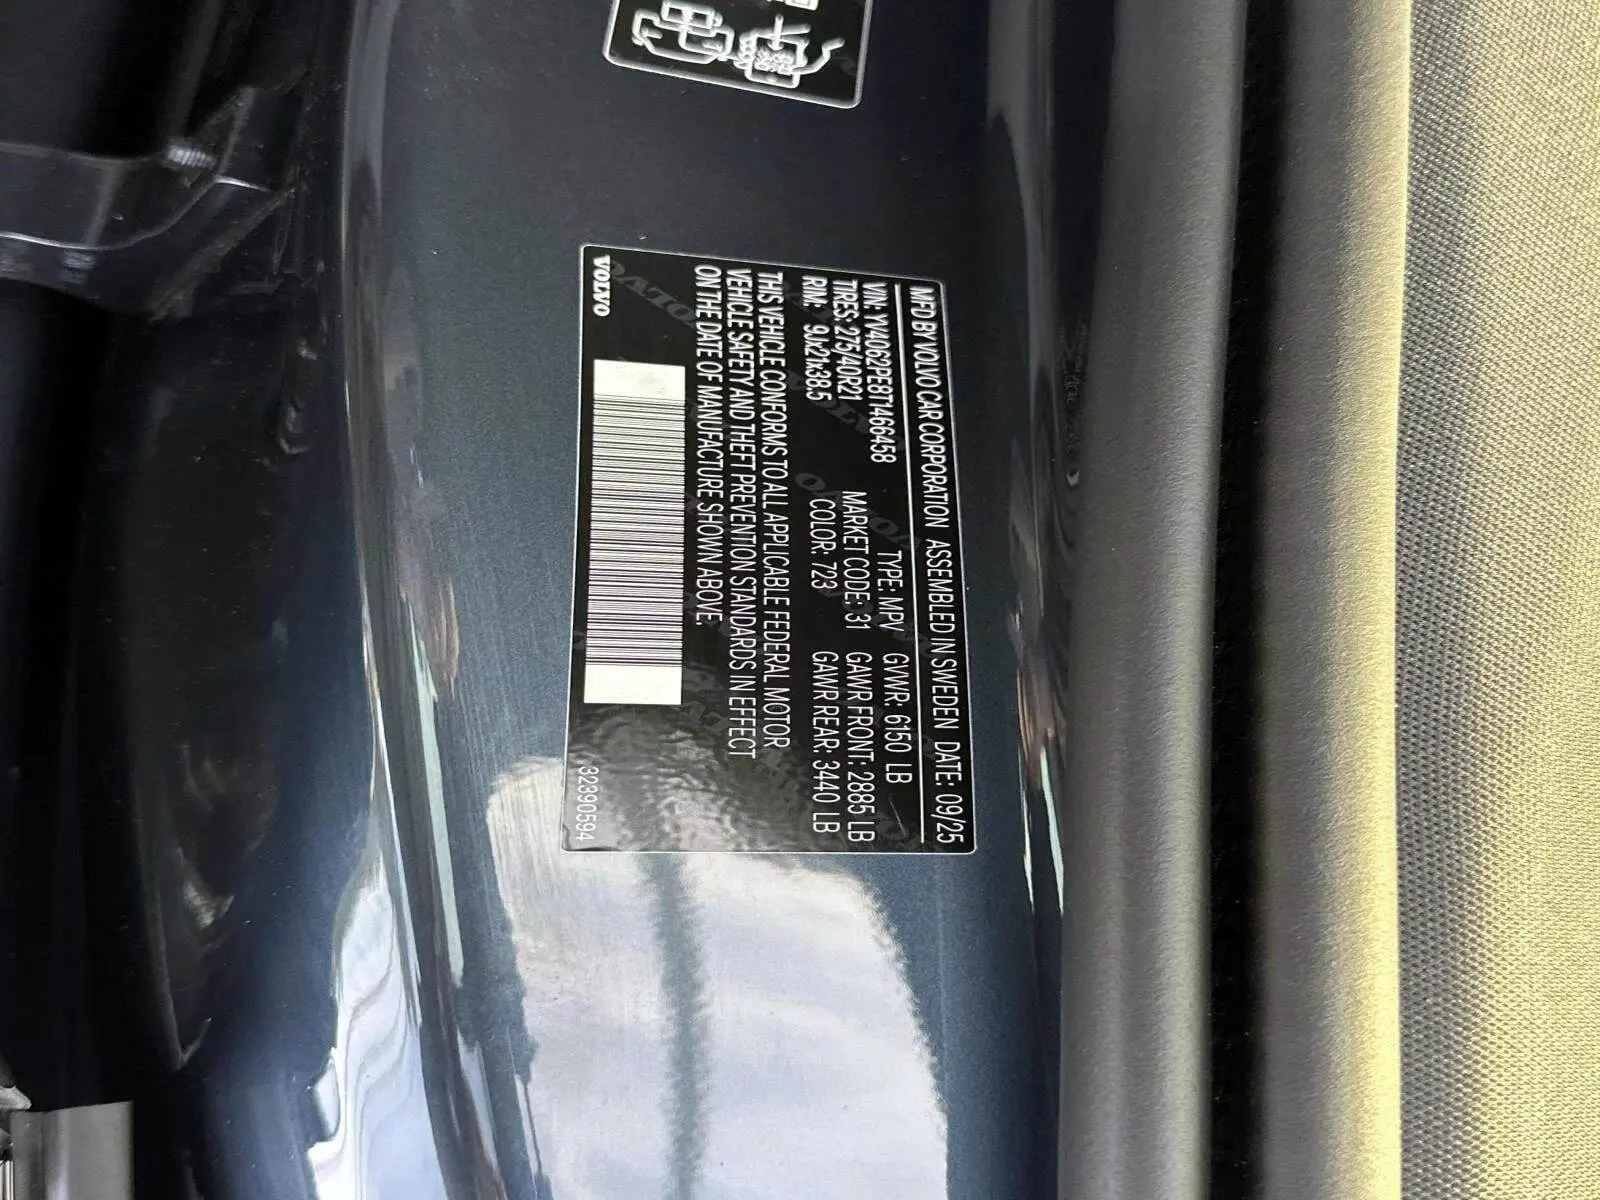 MFD BY VOLVO CAR CORPORATION ASSEMBLED IN SWEDEN DATE: 09/25
VIN: YV4062PE8T1466458 TYPE: MPV GVWR: 6150 LB
TIRES: 275/40R21 MARKET CODE: 31 GAWR FRONT: 2885 LB
RIM: 9Jx21x38,5 COLOR: 723 GAWR REAR: 3440 LB
THIS VEHICLE CONFORMS TO ALL APPLICABLE FEDERAL MOTOR
VEHICLE SAFETY AND THEFT PREVENTION STANDARDS IN EFFECT
ON THE DATE OF MANUFACTURE SHOWN ABOVE.
VOLVO
32390594